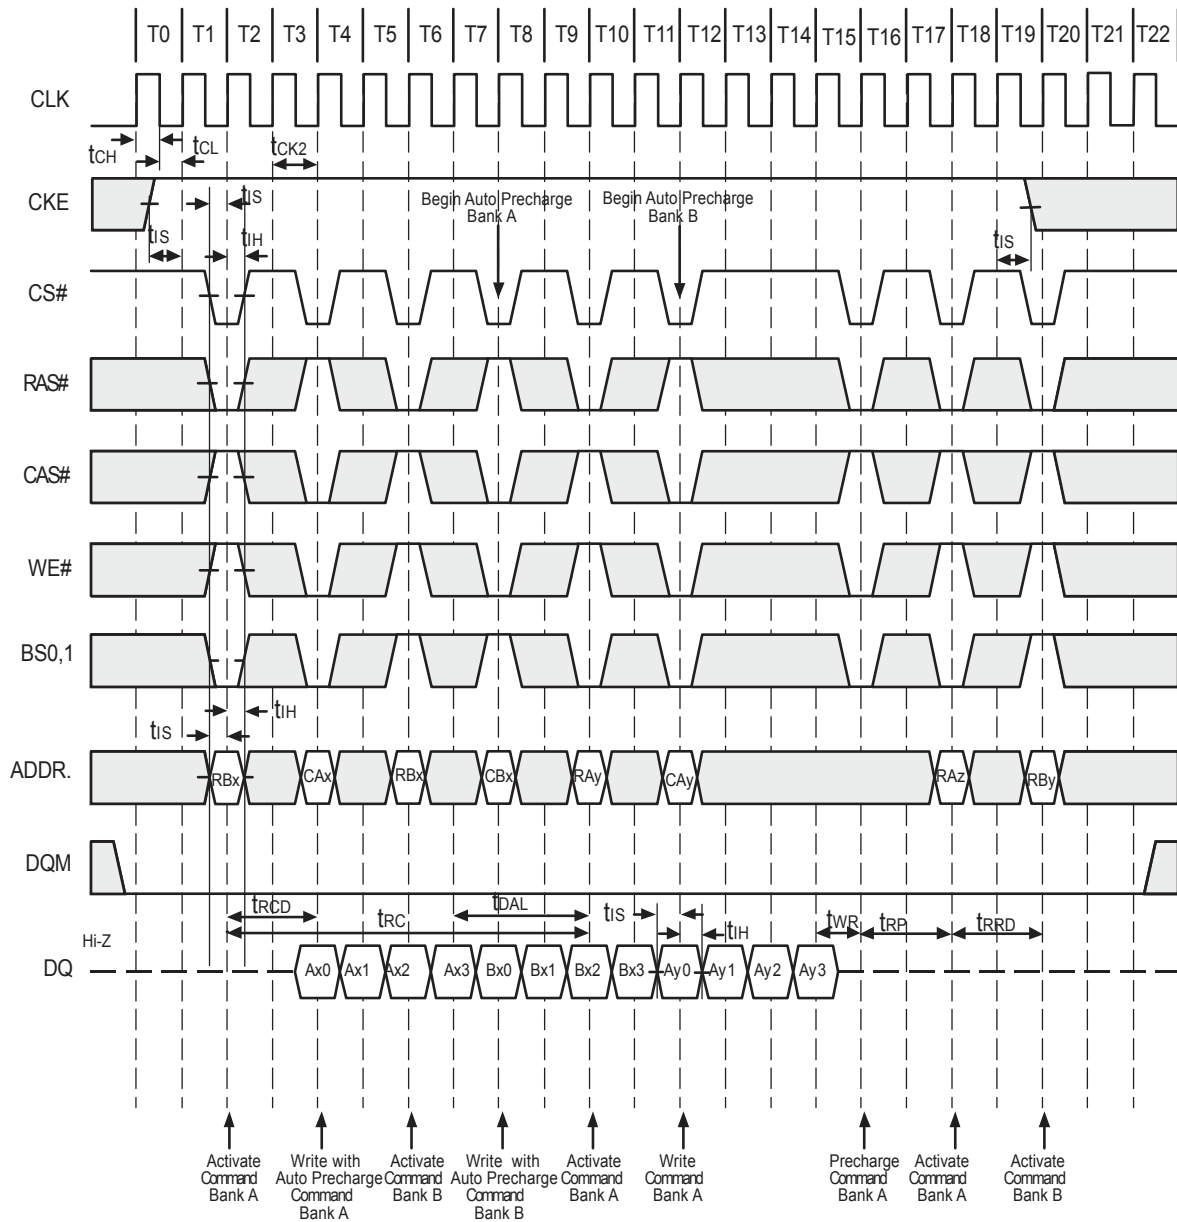 T0 T1 T2 T3 T4 T5 T6 T7 T8 T9 T10 T11 T12 T13 T14 T15 T16 T17 T18 T19 T20 T21 T22
CLK
tCH tCL tCK2
CKE
tIS
Begin Auto Precharge
Bank A
Begin Auto Precharge
Bank B
tIS tIH tIS
CS#
RAS#
CAS#
WE#
BS0,1
tIS tIH
ADDR.
RBx CAx RBx CBx RAy CAy RAz RBy
DQM
tRCD tRC tDAL tIS tIH tWR tRP tRRD
Hi-Z
DQ
Ax0 Ax1 Ax2 Ax3 Bx0 Bx1 Bx2 Bx3 Ay0 Ay1 Ay2 Ay3
Activate
Command
Bank A
Write with
Auto Precharge
Command
Bank A
Activate
Command
Bank B
Write with
Auto Precharge
Command
Bank B
Activate
Command
Bank A
Write
Command
Bank A
Precharge
Command
Bank A
Activate
Command
Bank A
Activate
Command
Bank B